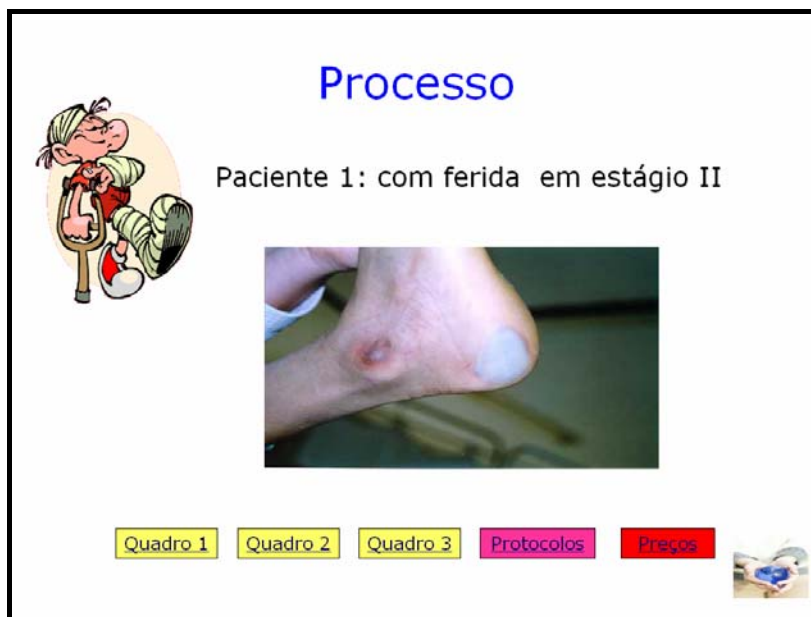 Processo
Paciente 1: com ferida em estágio II
Quadro 1 Quadro 2 Quadro 3 Protocolos Preços